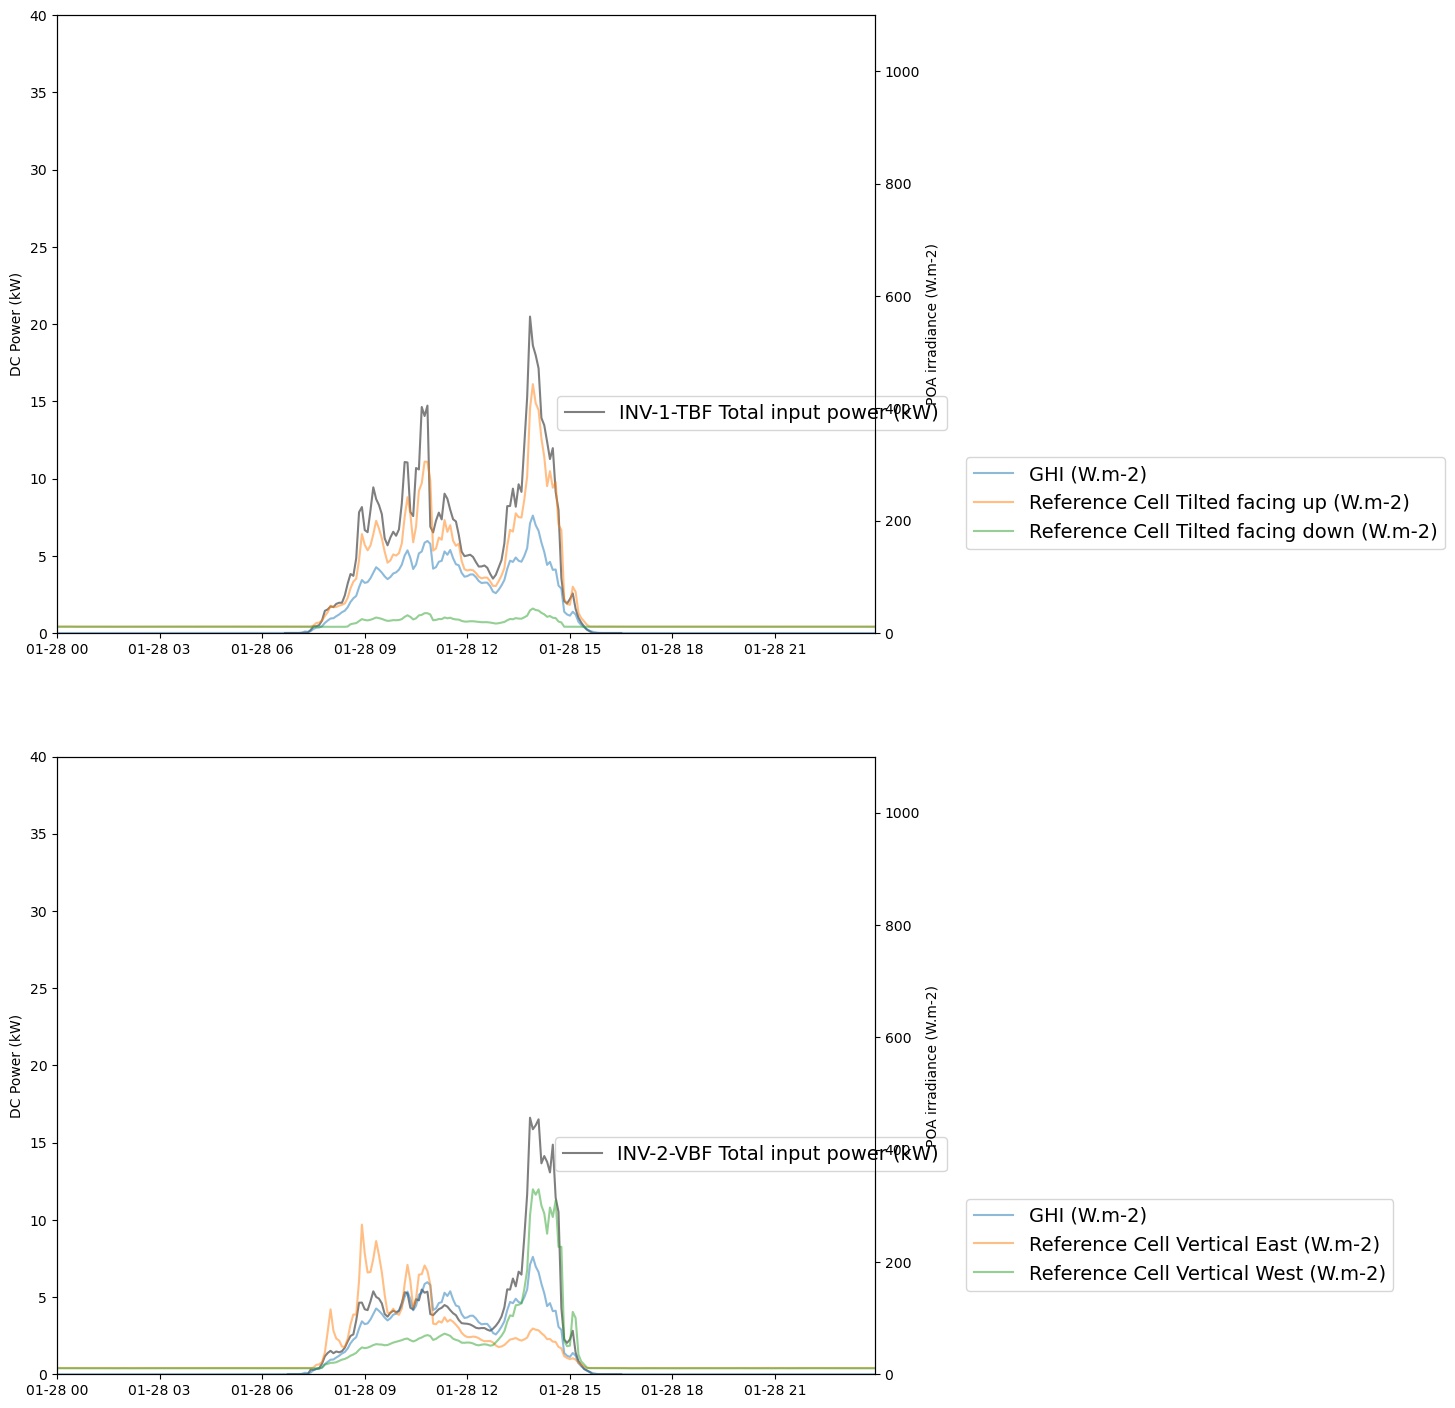 40
35
30
25
20
15
10
5
0
DC Power (kW)
1000
800
600
400
200
0
POA irradiance (W.m-2)
INV-1-TBF Total input power (kW)
GHI (W.m-2)
Reference Cell Tilted facing up (W.m-2)
Reference Cell Tilted facing down (W.m-2)
01-28 00 01-28 03 01-28 06 01-28 09 01-28 12 01-28 15 01-28 18 01-28 21
40
35
30
25
20
15
10
5
0
DC Power (kW)
1000
800
600
400
200
0
POA irradiance (W.m-2)
INV-2-VBF Total input power (kW)
GHI (W.m-2)
Reference Cell Vertical East (W.m-2)
Reference Cell Vertical West (W.m-2)
01-28 00 01-28 03 01-28 06 01-28 09 01-28 12 01-28 15 01-28 18 01-28 21